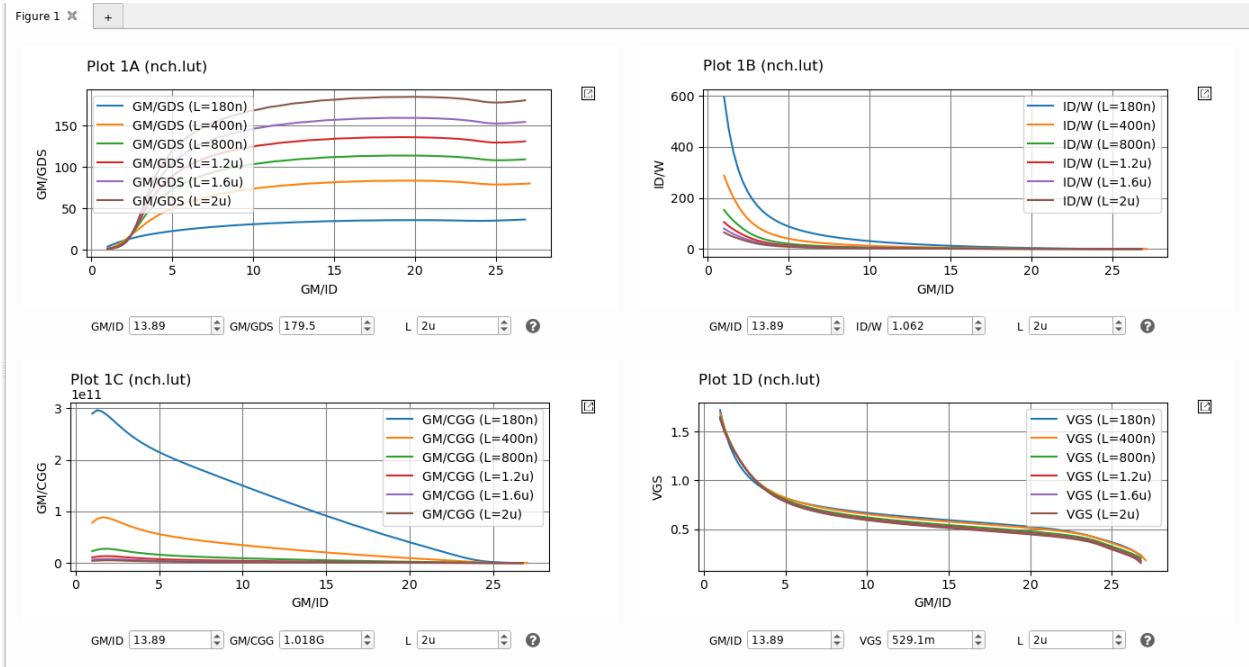 Figure 1 ✖ +
Plot 1A (nch.lut)
GM/GDS (L=180n)
GM/GDS (L=400n)
GM/GDS (L=800n)
GM/GDS (L=1.2u)
GM/GDS (L=1.6u)
GM/GDS (L=2u)
150
100
50
0
GM/GDS
0 5 10 15 20 25
GM/ID
GM/ID 13.89 GM/GDS 179.5 L 2u ?
Plot 1B (nch.lut)
ID/W (L=180n)
ID/W (L=400n)
ID/W (L=800n)
ID/W (L=1.2u)
ID/W (L=1.6u)
ID/W (L=2u)
600
400
200
0
ID/W
0 5 10 15 20 25
GM/ID
GM/ID 13.89 ID/W 1.062 L 2u ?
Plot 1C (nch.lut)
1e11
GM/CGG (L=180n)
GM/CGG (L=400n)
GM/CGG (L=800n)
GM/CGG (L=1.2u)
GM/CGG (L=1.6u)
GM/CGG (L=2u)
3
2
1
0
GM/CGG
0 5 10 15 20 25
GM/ID
GM/ID 13.89 GM/CGG 1.018G L 2u ?
Plot 1D (nch.lut)
VGS (L=180n)
VGS (L=400n)
VGS (L=800n)
VGS (L=1.2u)
VGS (L=1.6u)
VGS (L=2u)
1.5
1.0
0.5
VGS
0 5 10 15 20 25
GM/ID
GM/ID 13.89 VGS 529.1m L 2u ?